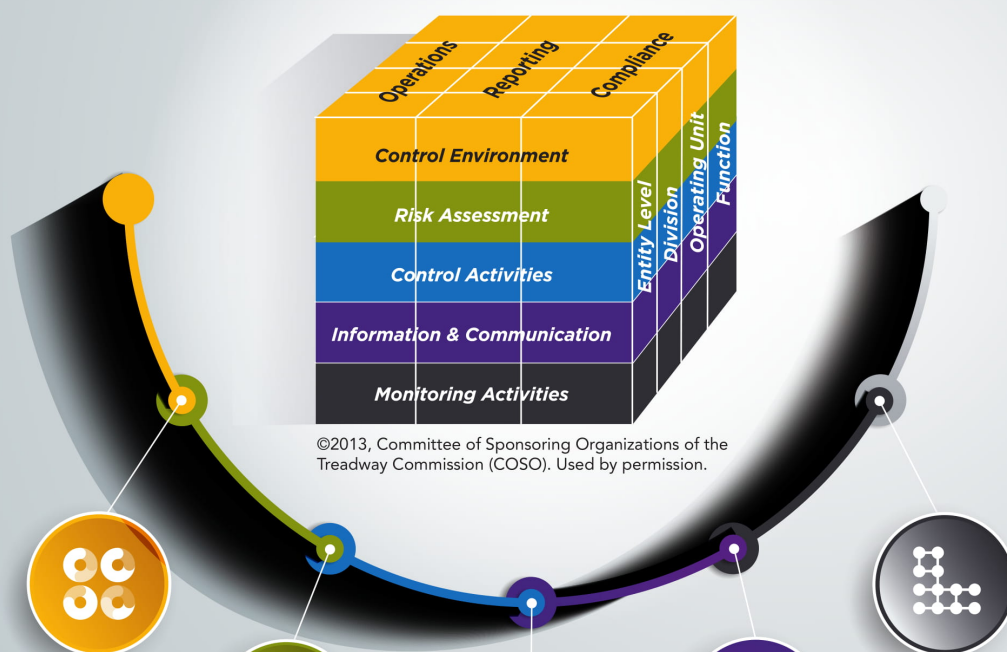 Operations
Reporting
Compliance
Control Environment
Risk Assessment
Control Activities
Information & Communication
Monitoring Activities
Entity Level
Division
Operating Unit
Function
©2013, Committee of Sponsoring Organizations of the
Treadway Commission (COSO). Used by permission.